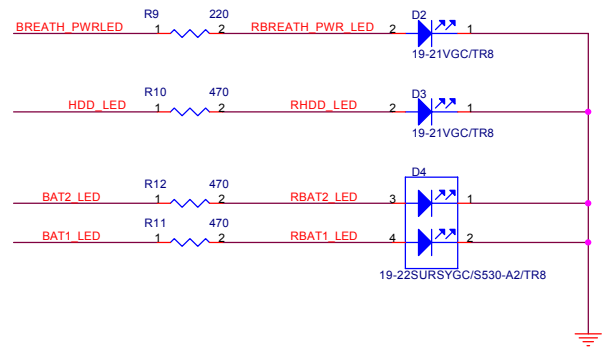 R9 220 D2
BREATH_PWRLED 1 2 RBREATH_PWR_LED 2 1
19-21VGC/TR8
R10 470 D3
HDD_LED 1 2 RHDD_LED 2 1
19-21VGC/TR8
D4
R12 470
BAT2_LED 1 2 RBAT2_LED 3 1
R11 470
BAT1_LED 1 2 RBAT1_LED 4 2
19-22SURSYGC/S530-A2/TR8